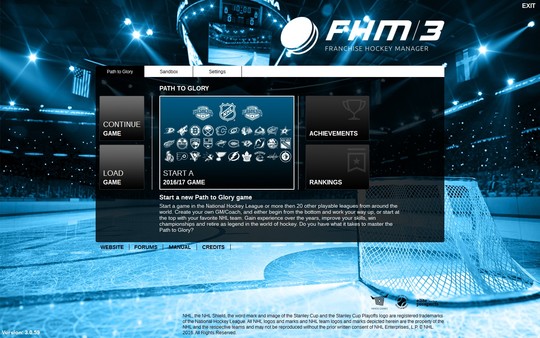 EXIT
FHM|3
FRANCHISE HOCKEY MANAGER
Path to Glory
Sandbox
Settings
PATH TO GLORY
CONTINUE
GAME
LOAD
GAME
START A
2016/17 GAME
ACHIEVEMENTS
RANKINGS
Start a new Path to Glory game
Start a game in the National Hockey League or more then 20 other playable leagues from around the
world. Create your own GM/Coach, and either begin from the bottom and work your way up, or start at
the top with your favorite NHL team. Gain experience over the years, improve your skills, win
championships and retire as legend in the world of hockey. Do you have what it takes to master the
Path to Glory?
WEBSITE | FORUMS | MANUAL | CREDITS |
NHL, the NHL Shield, the word mark and image of the Stanley Cup and the Stanley Cup Playoffs logo are registered trademarks
of the National Hockey League. All NHL logos and marks and NHL team logos and marks depicted herein are the property of the
NHL and the respective teams and may not be reproduced without the prior written consent of NHL Enterprises, L.P. © NHL
2016. All Rights Reserved.